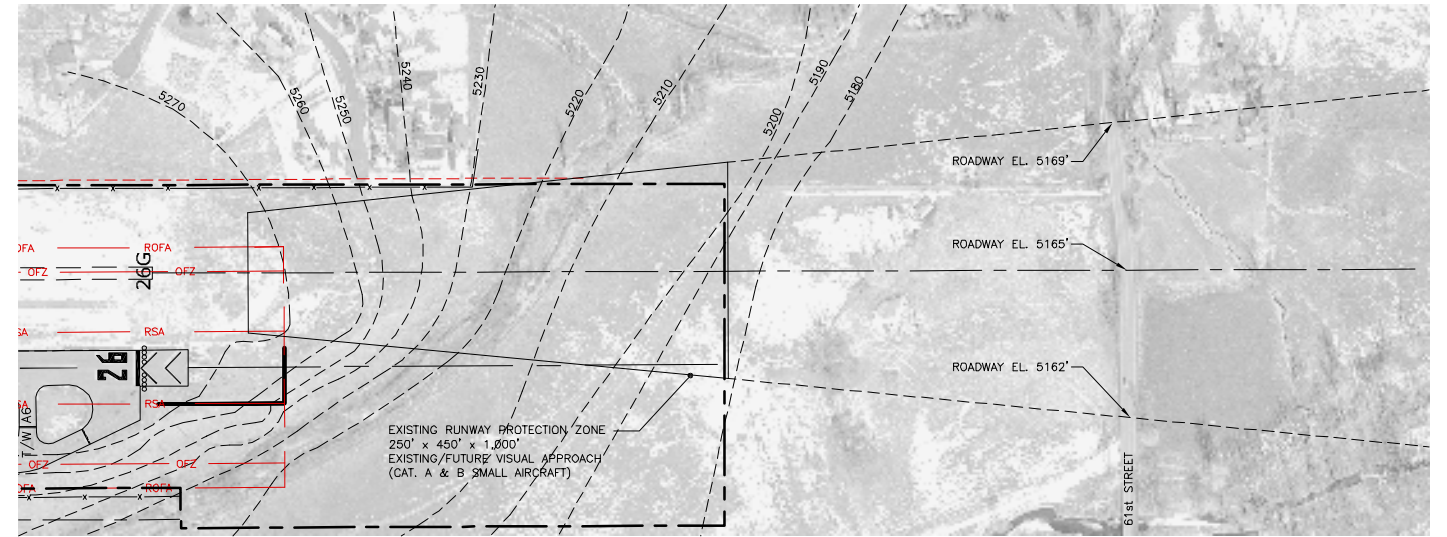 5270
5260
5250
5240
5230
5220
5210
5200
5190
5180
ROADWAY EL. 5169'
ROFA
ROFA
26G
OFZ
OFZ
ROADWAY EL. 5165'
RSA
RSA
26
ROADWAY EL. 5162'
RSA
RSA
T/W A6
EXISTING RUNWAY PROTECTION ZONE
250' x 450' x 1,000'
EXISTING/FUTURE VISUAL APPROACH
(CAT. A & B SMALL AIRCRAFT)
OFZ
OFZ
ROFA
ROFA
61st STREET